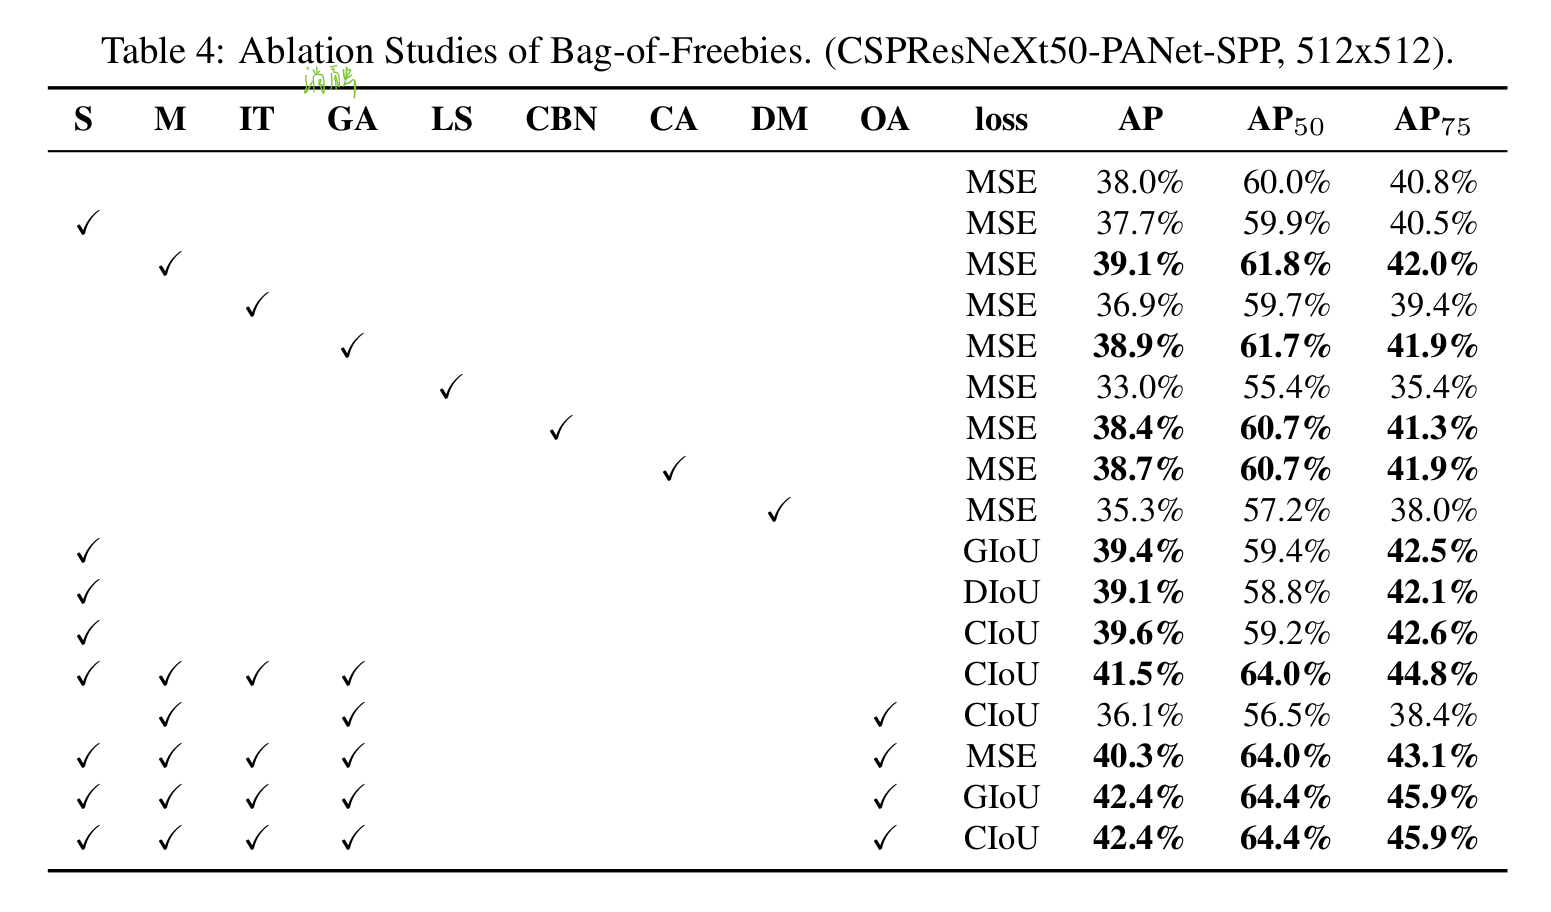 Table 4: Ablation Studies of Bag-of-Freebies. (CSPResNeXt50-PANet-SPP, 512x512).
S M IT GA LS CBN CA DM OA loss AP AP50 AP75
MSE 38.0% 60.0% 40.8%
✓ MSE 37.7% 59.9% 40.5%
✓ MSE 39.1% 61.8% 42.0%
✓ MSE 36.9% 59.7% 39.4%
✓ MSE 38.9% 61.7% 41.9%
✓ MSE 33.0% 55.4% 35.4%
✓ MSE 38.4% 60.7% 41.3%
✓ MSE 38.7% 60.7% 41.9%
✓ MSE 35.3% 57.2% 38.0%
✓ GIoU 39.4% 59.4% 42.5%
✓ DIoU 39.1% 58.8% 42.1%
✓ CIoU 39.6% 59.2% 42.6%
✓ ✓ ✓ ✓ CIoU 41.5% 64.0% 44.8%
✓ ✓ ✓ CIoU 36.1% 56.5% 38.4%
✓ ✓ ✓ ✓ ✓ MSE 40.3% 64.0% 43.1%
✓ ✓ ✓ ✓ ✓ GIoU 42.4% 64.4% 45.9%
✓ ✓ ✓ ✓ ✓ CIoU 42.4% 64.4% 45.9%